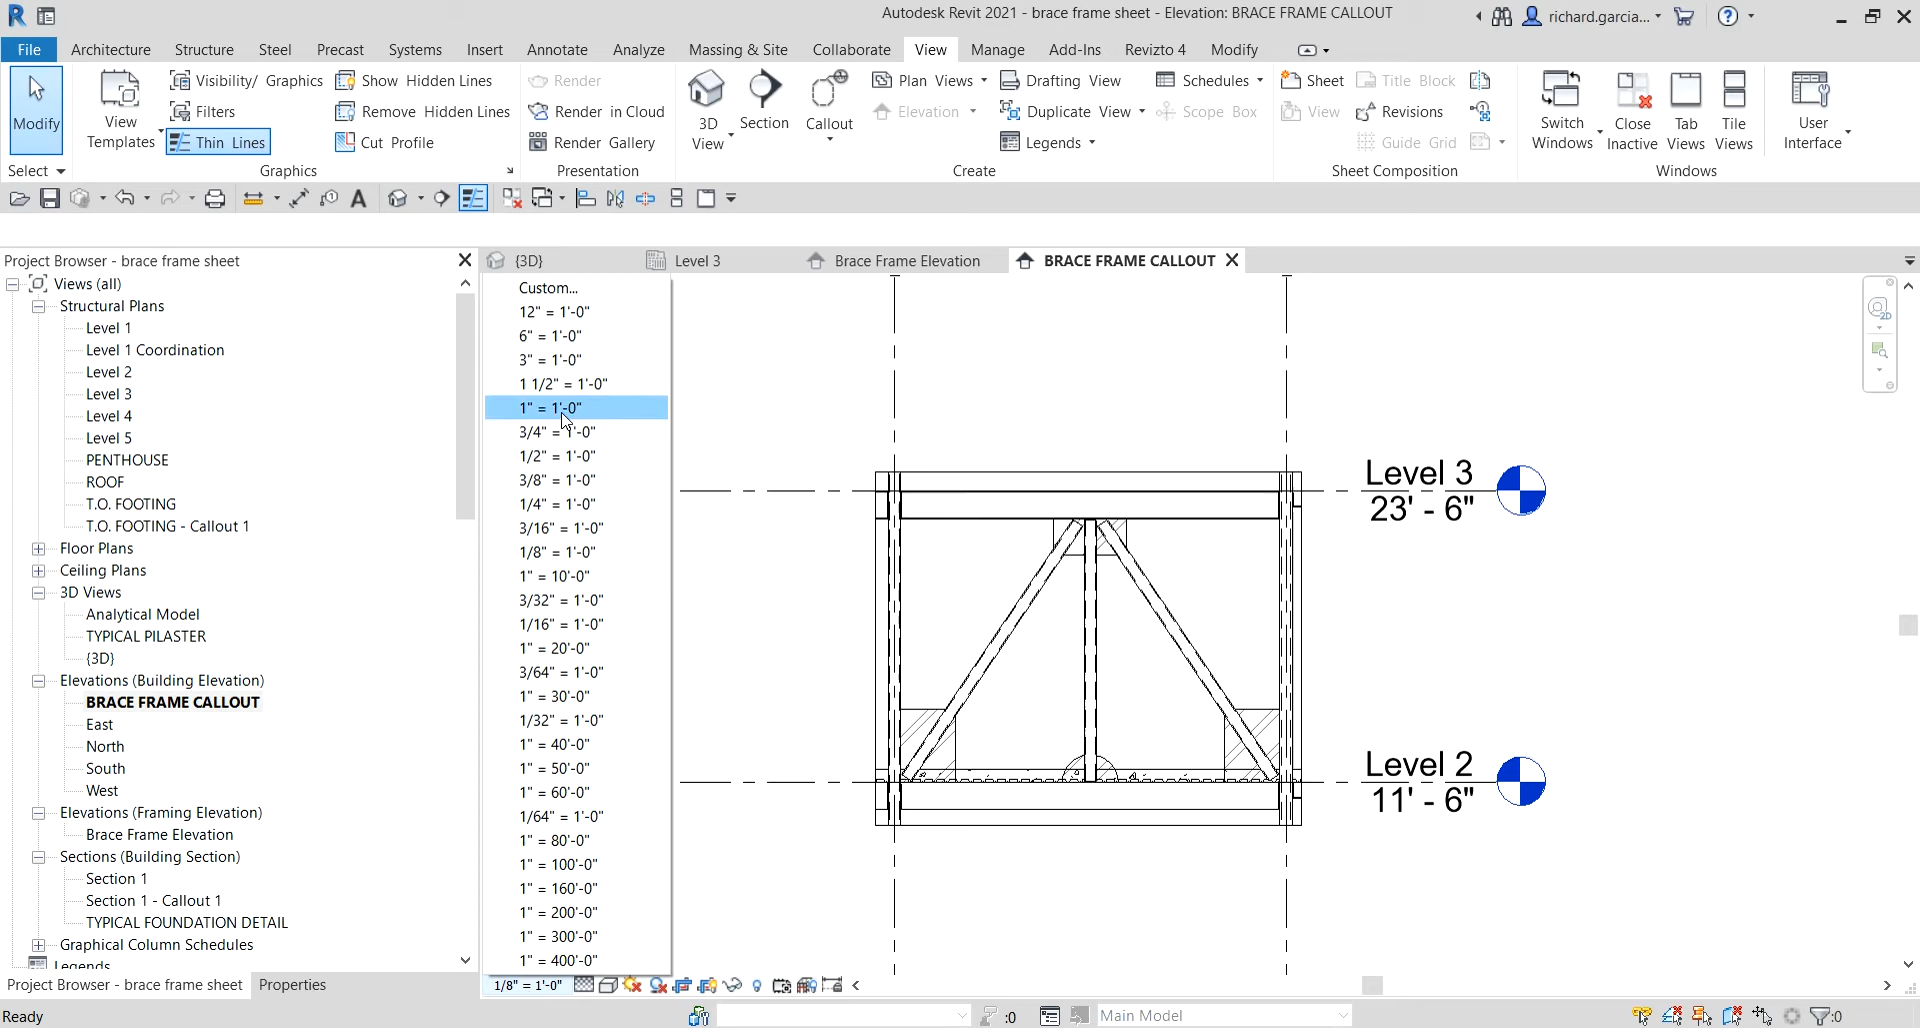 Autodesk Revit 2021 - brace frame sheet - Elevation: BRACE FRAME CALLOUT
richard.garcia...
File Architecture Structure Steel Precast Systems Insert Annotate Analyze Massing & Site Collaborate View Manage Add-Ins Revizto 4 Modify
Modify
View
Templates
Visibility/ Graphics
Filters
Thin Lines
Show Hidden Lines
Remove Hidden Lines
Cut Profile
Render
Render in Cloud
Render Gallery
3D
View
Section
Callout
Plan Views
Elevation
Drafting View
Duplicate View
Legends
Schedules
Scope Box
Sheet
View
Title Block
Revisions
Guide Grid
Switch
Windows
Close
Inactive
Tab
Views
Tile
Views
User
Interface
Select Graphics Presentation Create Sheet Composition Windows
Project Browser - brace frame sheet
{3D} Level 3 Brace Frame Elevation BRACE FRAME CALLOUT
Views (all)
Structural Plans
Level 1
Level 1 Coordination
Level 2
Level 3
Level 4
Level 5
PENTHOUSE
ROOF
T.O. FOOTING
T.O. FOOTING - Callout 1
Floor Plans
Ceiling Plans
3D Views
Analytical Model
TYPICAL PILASTER
{3D}
Elevations (Building Elevation)
BRACE FRAME CALLOUT
East
North
South
West
Elevations (Framing Elevation)
Brace Frame Elevation
Sections (Building Section)
Section 1
Section 1 - Callout 1
TYPICAL FOUNDATION DETAIL
Graphical Column Schedules
Legends
Project Browser - brace frame sheet Properties
Custom...
12" = 1'-0"
6" = 1'-0"
3" = 1'-0"
1 1/2" = 1'-0"
1" = 1'-0"
3/4" = 1'-0"
1/2" = 1'-0"
3/8" = 1'-0"
1/4" = 1'-0"
3/16" = 1'-0"
1/8" = 1'-0"
1" = 10'-0"
3/32" = 1'-0"
1/16" = 1'-0"
1" = 20'-0"
3/64" = 1'-0"
1" = 30'-0"
1/32" = 1'-0"
1" = 40'-0"
1" = 50'-0"
1" = 60'-0"
1/64" = 1'-0"
1" = 80'-0"
1" = 100'-0"
1" = 160'-0"
1" = 200'-0"
1" = 300'-0"
1" = 400'-0"
1/8" = 1'-0"
Level 3
23' - 6"
Level 2
11' - 6"
2D
Ready
:0
Main Model
:0